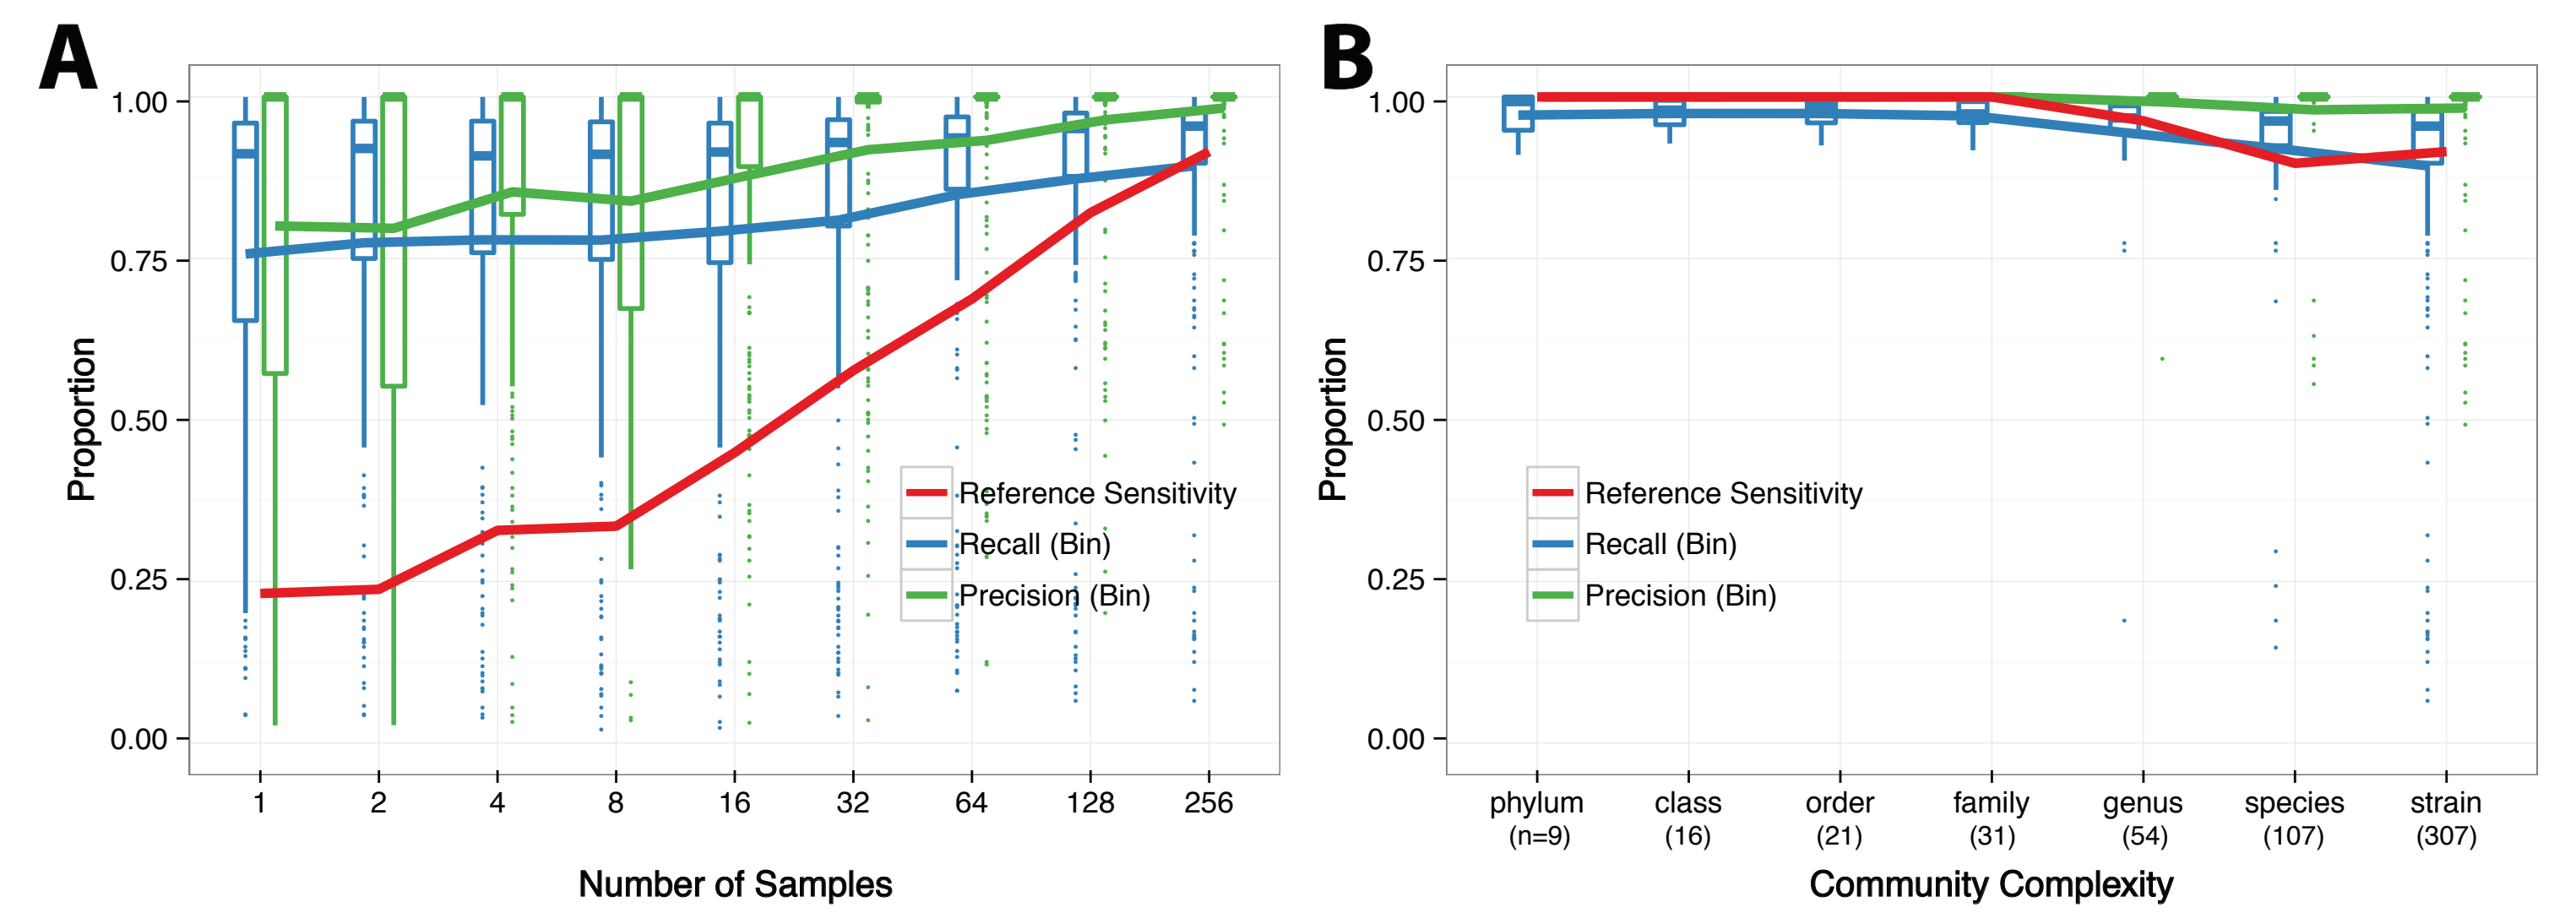 A
1.00
0.75
0.50
0.25
0.00
Proportion
Reference Sensitivity
Recall (Bin)
Precision (Bin)
1 2 4 8 16 32 64 128 256
Number of Samples
B
1.00
0.75
0.50
0.25
0.00
Proportion
Reference Sensitivity
Recall (Bin)
Precision (Bin)
phylum class order family genus species strain
(n=9) (16) (21) (31) (54) (107) (307)
Community Complexity